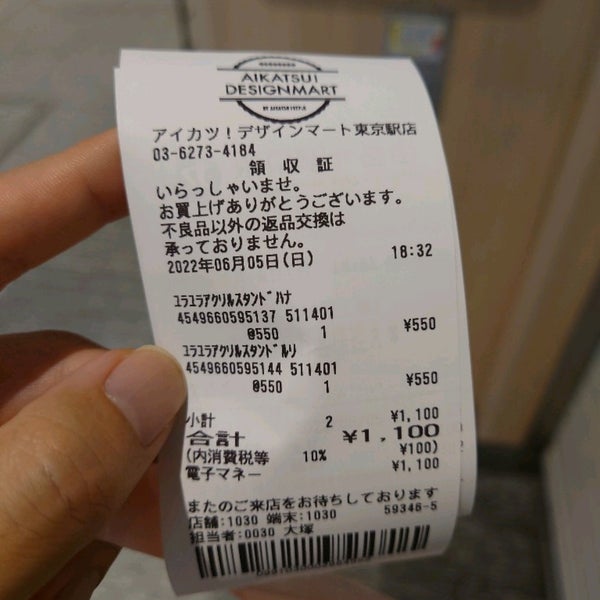 AIKATSU!
DESIGNMART
アイカツ！デザインマート東京駅店
03-6273-4184
領 収 証
いらっしゃいませ。
お買上げありがとうございます。
不良品以外の返品交換は
承っておりません。
2022年06月05日(日) 18:32
ﾕﾗﾕﾗｱｸﾘﾙｽﾀﾝﾄﾞﾊﾅ
4549660595137 511401
@550 1 ¥550
ﾕﾗﾕﾗｱｸﾘﾙｽﾀﾝﾄﾞﾙﾘ
4549660595144 511401
@550 1 ¥550
小計 2 ¥1,100
合計 ¥1,100
(内消費税等 10% ¥100)
電子マネー ¥1,100
またのご来店をお待ちしております
店舗:1030 端末:1030 59346-5
担当者:0030 大塚